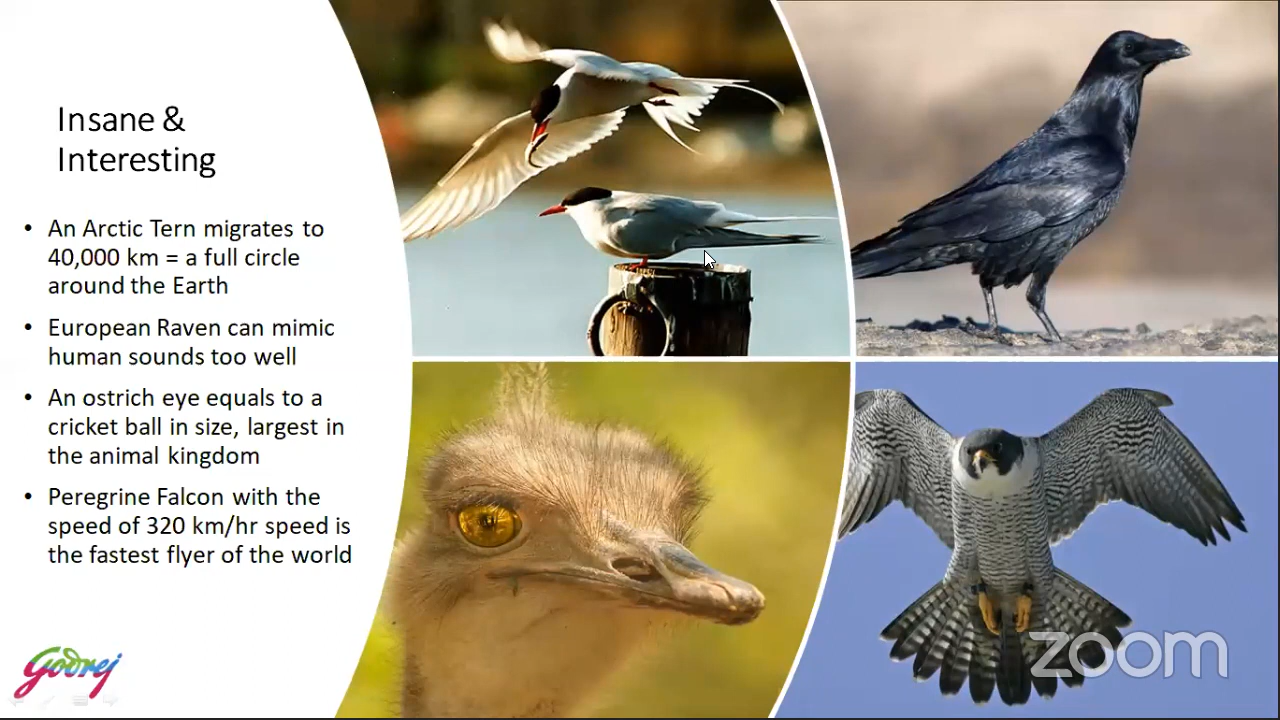 Insane &
Interesting
• An Arctic Tern migrates to
40,000 km = a full circle
around the Earth
• European Raven can mimic
human sounds too well
• An ostrich eye equals to a
cricket ball in size, largest in
the animal kingdom
• Peregrine Falcon with the
speed of 320 km/hr speed is
the fastest flyer of the world
Godrej
zoom